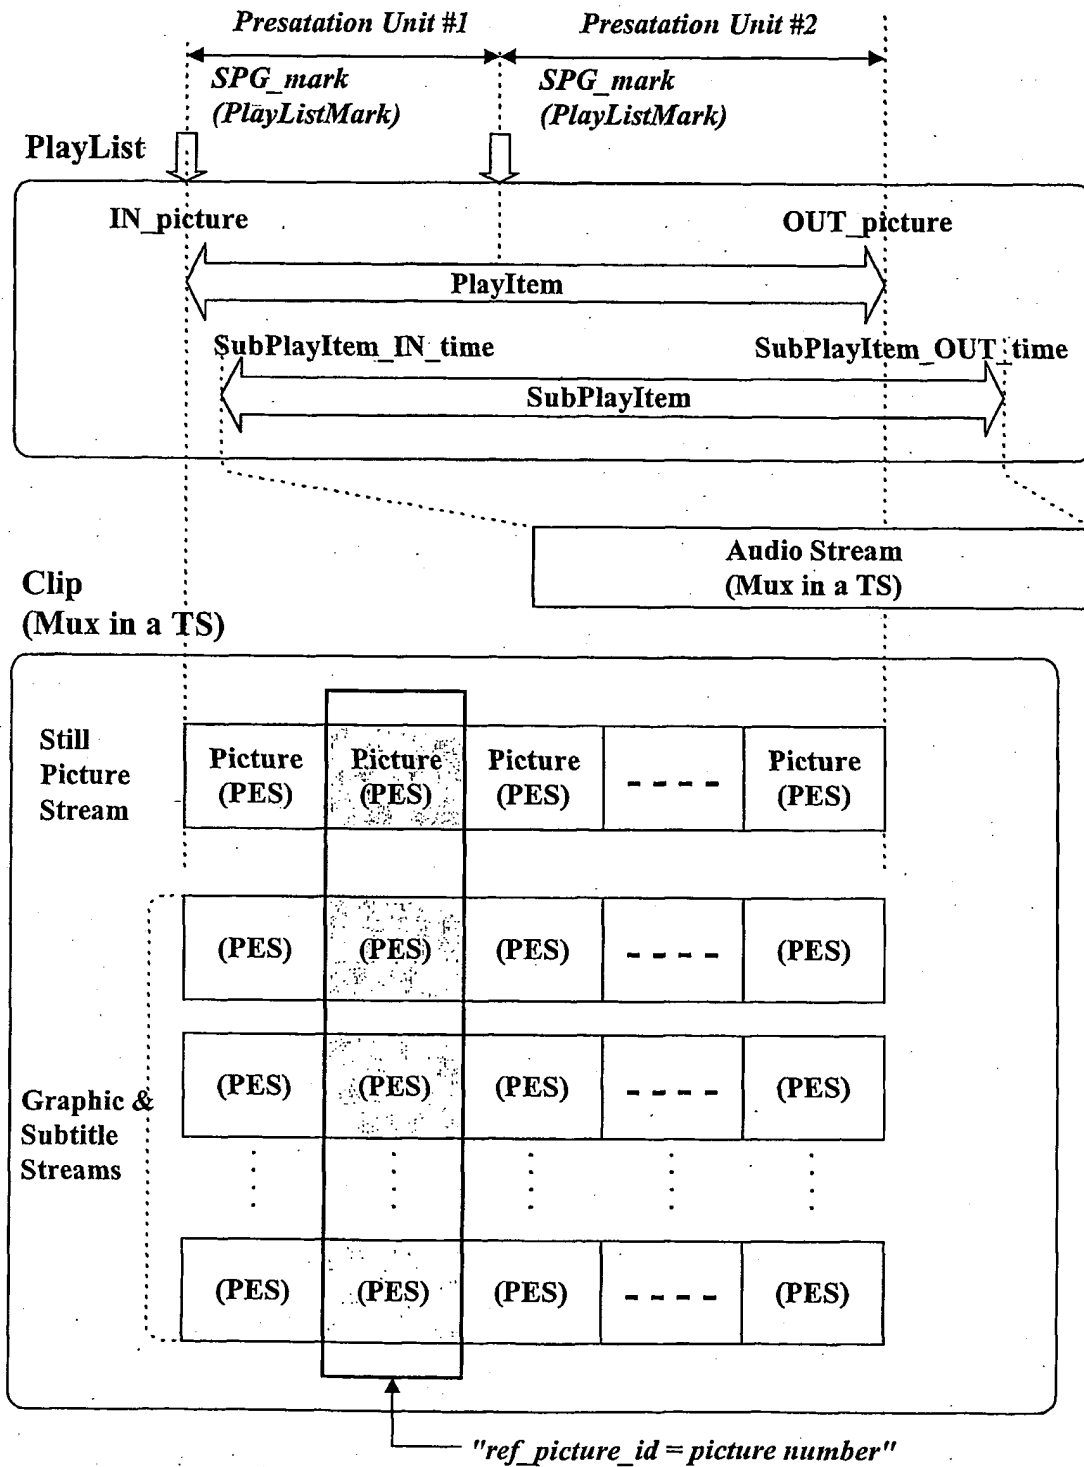 Presatation Unit #1
Presatation Unit #2
SPG_mark
(PlayListMark)
SPG_mark
(PlayListMark)
PlayList
IN_picture
OUT_picture
PlayItem
SubPlayItem_IN_time
SubPlayItem_OUT_time
SubPlayItem
Audio Stream
(Mux in a TS)
Clip
(Mux in a TS)
Still
Picture
Stream
Picture
(PES)
Picture
(PES)
Picture
(PES)
Picture
(PES)
(PES)
(PES)
(PES)
(PES)
(PES)
(PES)
(PES)
(PES)
Graphic &
Subtitle
Streams
(PES)
(PES)
(PES)
(PES)
"ref_picture_id = picture number"